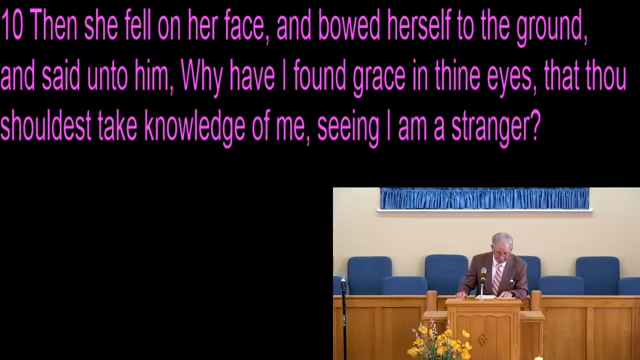 10 Then she fell on her face, and bowed herself to the ground,
and said unto him, Why have I found grace in thine eyes, that thou
shouldest take knowledge of me, seeing I am a stranger?